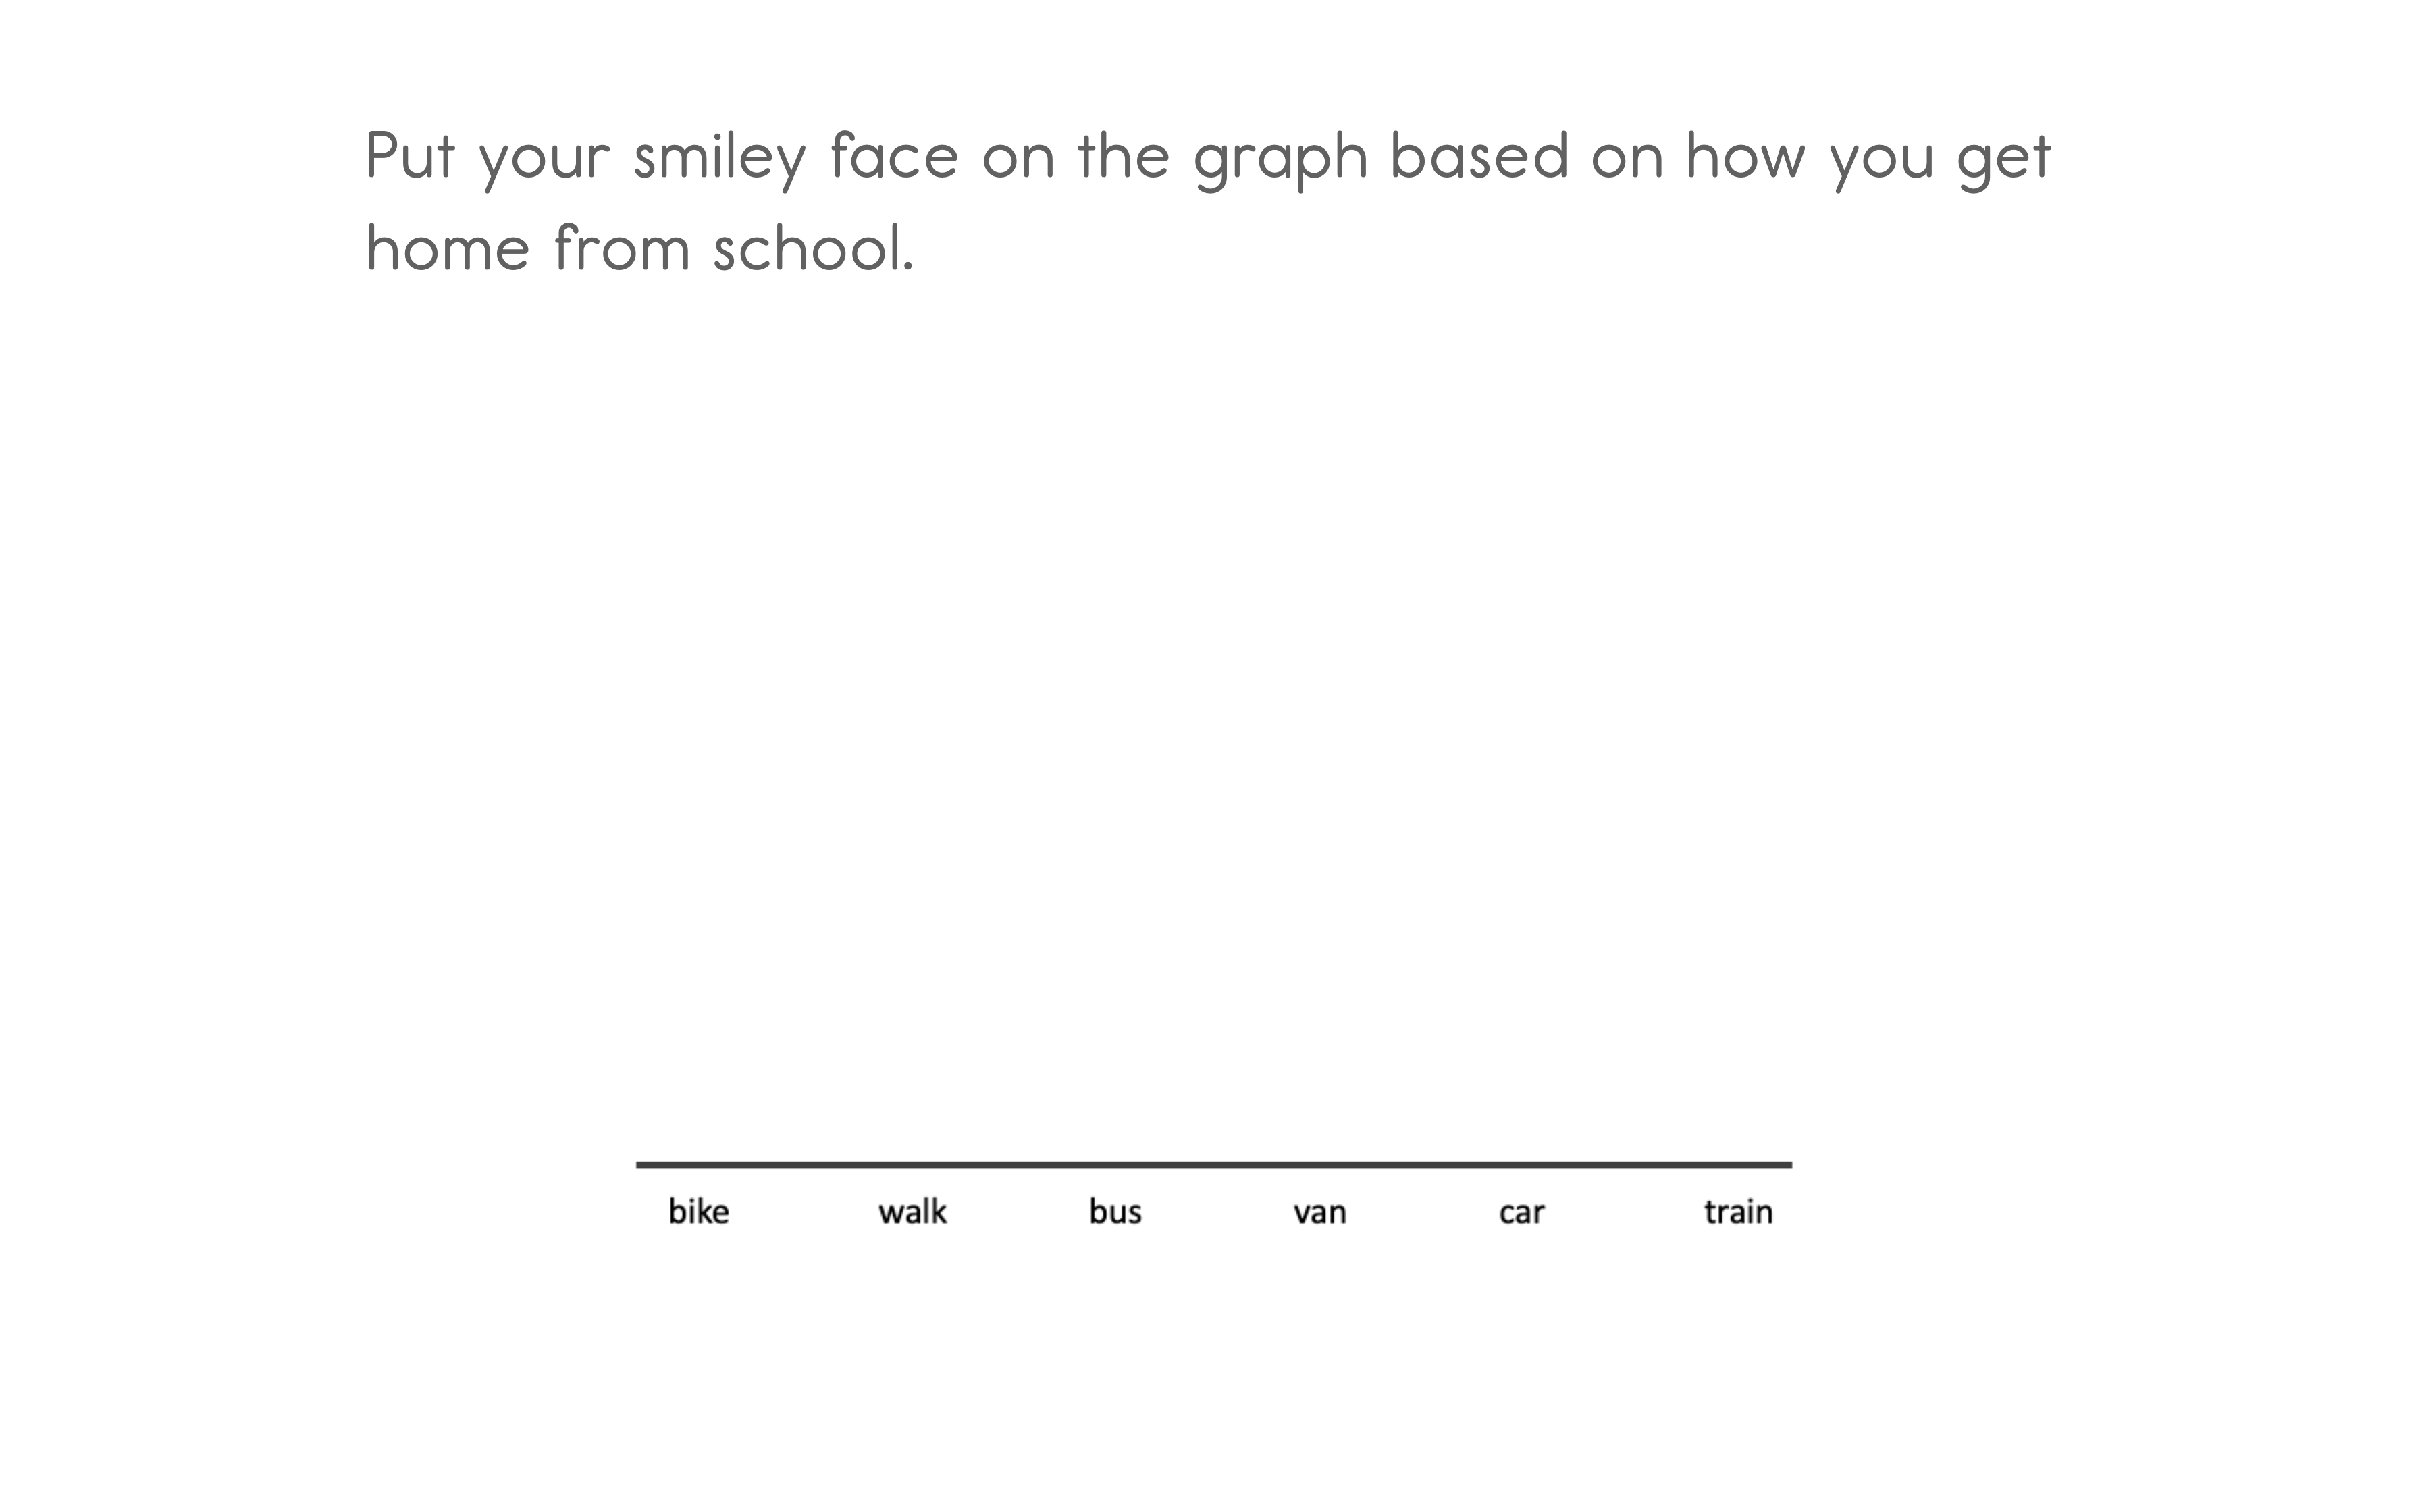 Put your smiley face on the graph based on how you get
home from school.
bike walk bus van car train